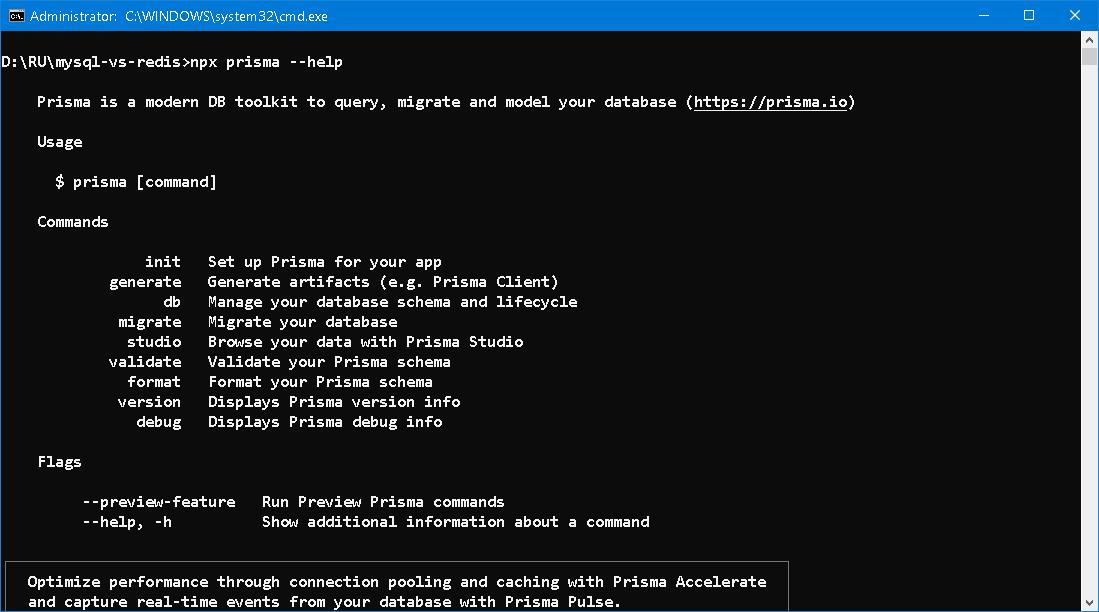 Administrator: C:\WINDOWS\system32\cmd.exe
D:\RU\mysql-vs-redis>npx prisma --help
Prisma is a modern DB toolkit to query, migrate and model your database (https://prisma.io)
Usage
$ prisma [command]
Commands
init   Set up Prisma for your app
generate   Generate artifacts (e.g. Prisma Client)
db   Manage your database schema and lifecycle
migrate   Migrate your database
studio   Browse your data with Prisma Studio
validate   Validate your Prisma schema
format   Format your Prisma schema
version   Displays Prisma version info
debug   Displays Prisma debug info
Flags
--preview-feature   Run Preview Prisma commands
--help, -h   Show additional information about a command
Optimize performance through connection pooling and caching with Prisma Accelerate
and capture real-time events from your database with Prisma Pulse.